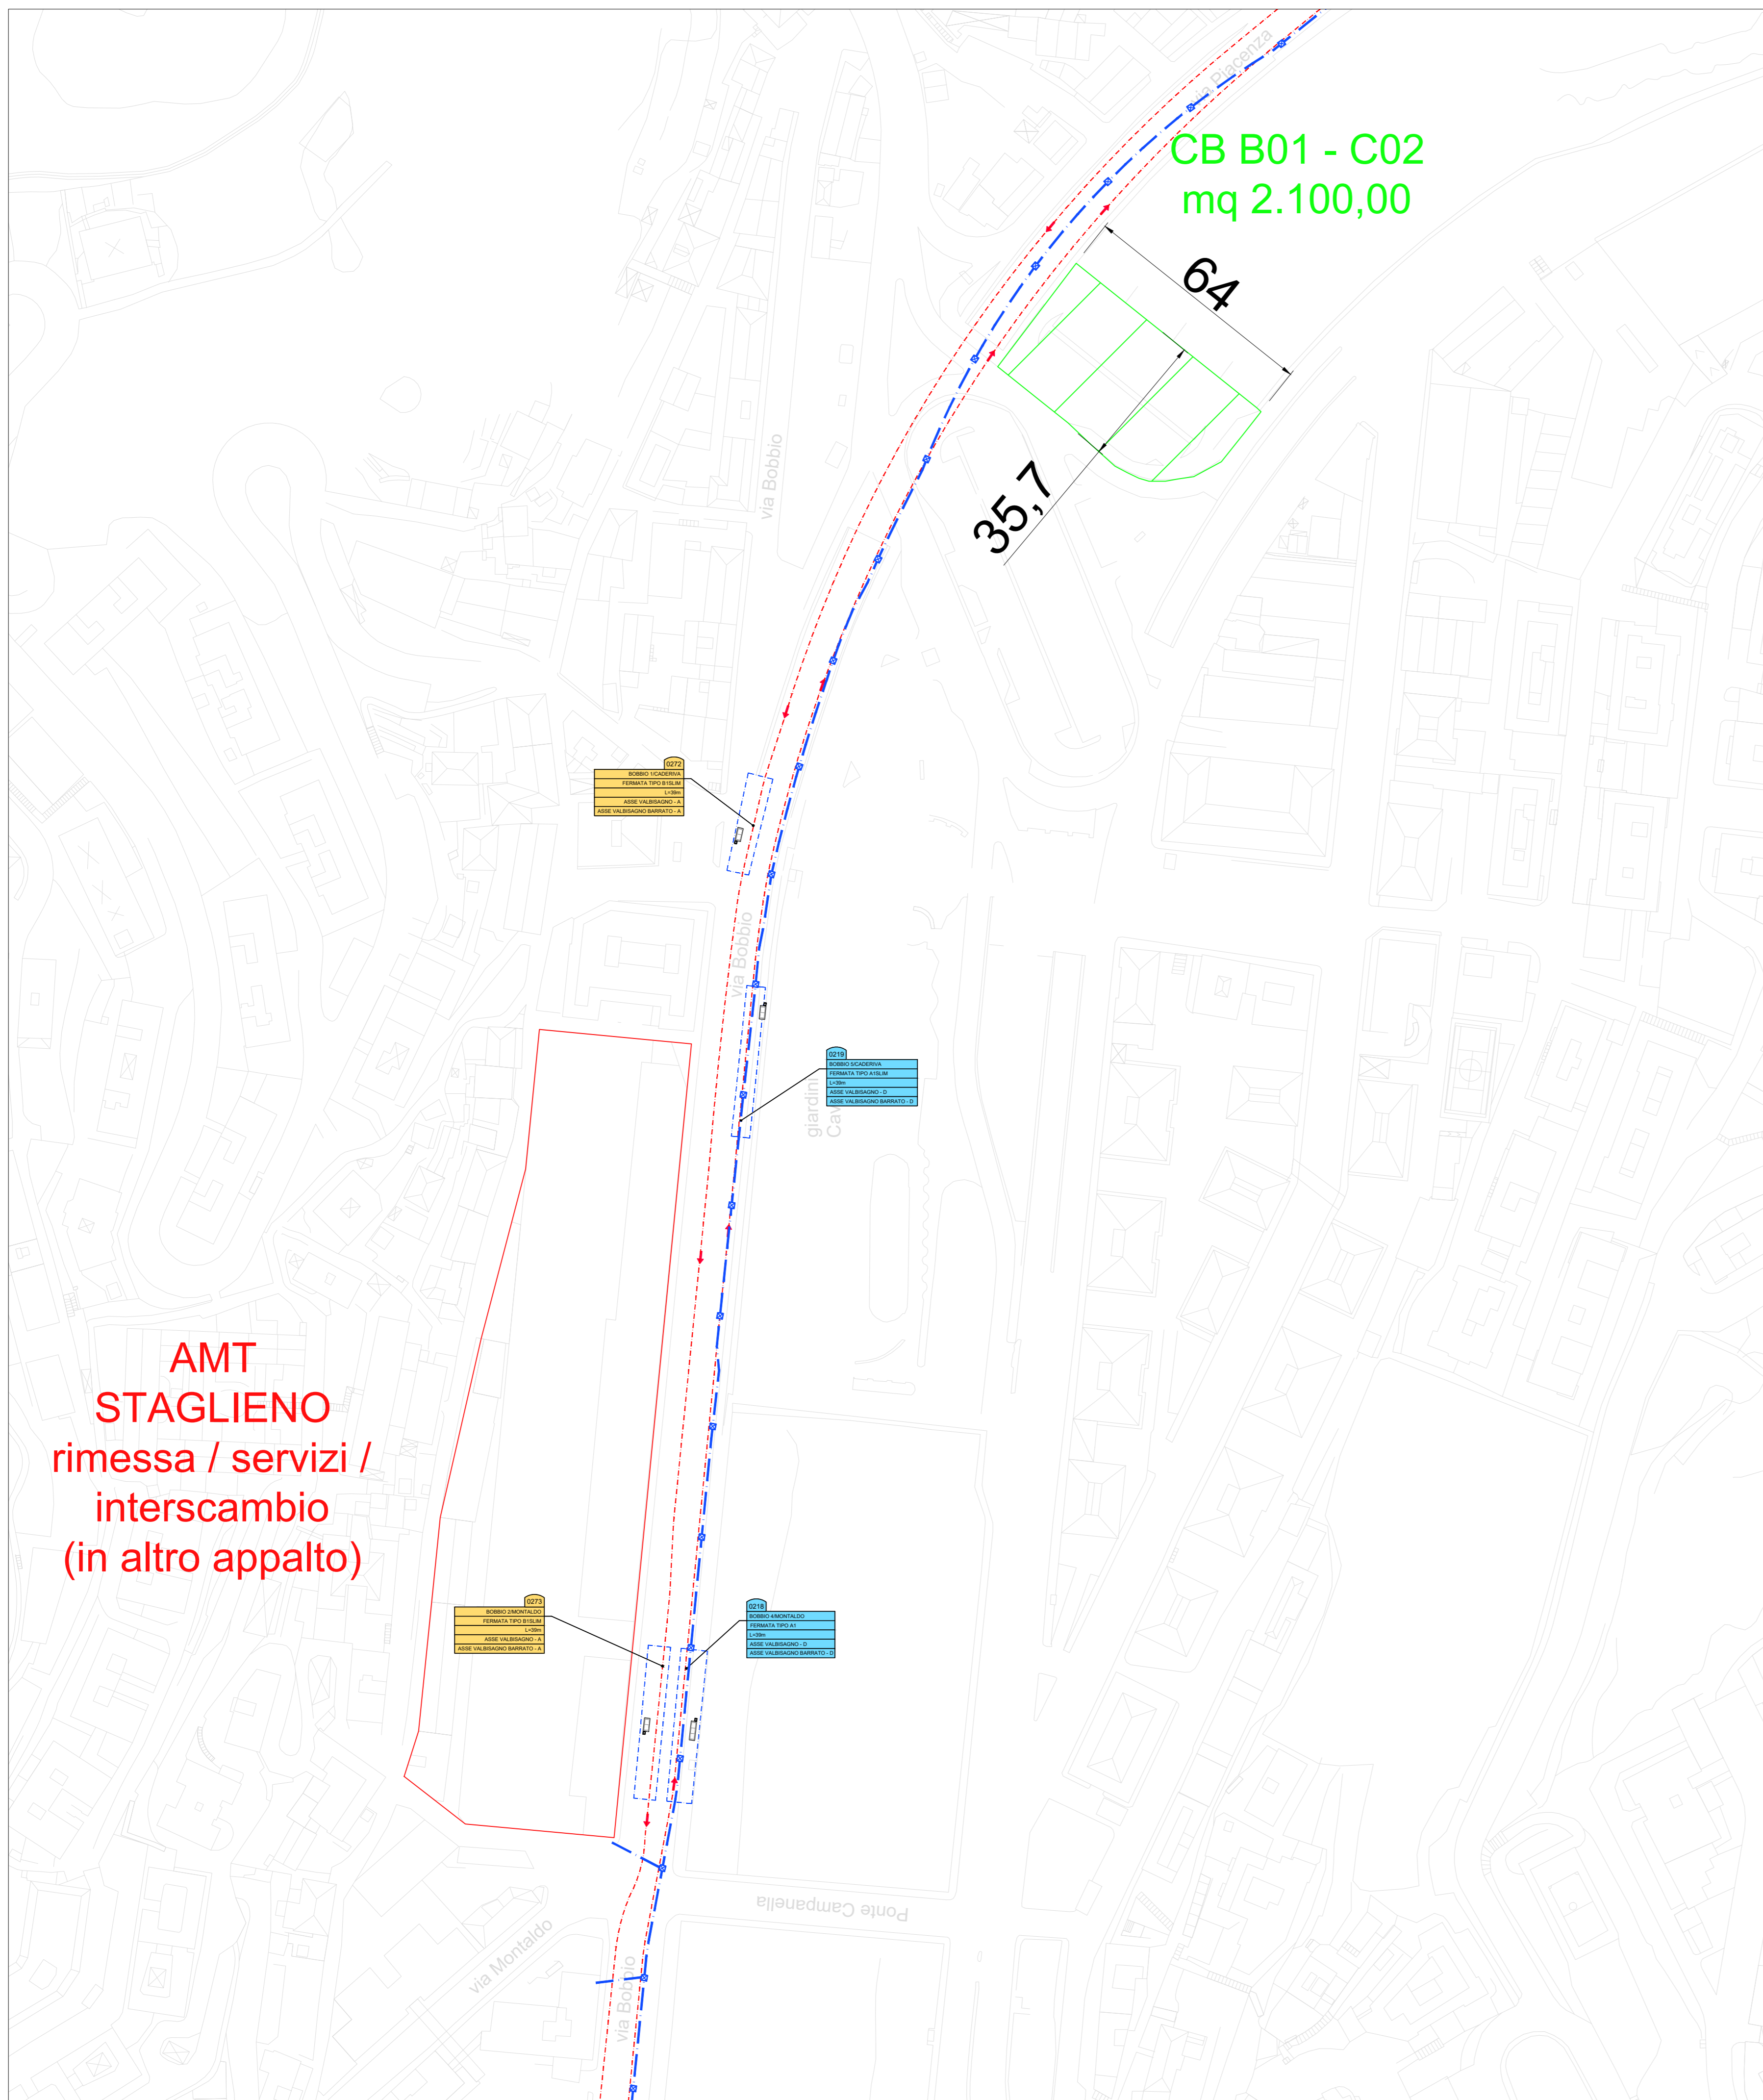 via Piacenza
CB B01 - C02
mq 2.100,00
64
35,7
via Bobbio
0272
BOBBIO 1/CADERIVA
FERMATA TIPO B1SLIM
L=39m
ASSE VALBISAGNO - A
ASSE VALBISAGNO BARRATO - A
via Bobbio
0219
BOBBIO 5/CADERIVA
FERMATA TIPO A1SLIM
L=39m
ASSE VALBISAGNO - D
ASSE VALBISAGNO BARRATO - D
giardini
Cav
AMT
STAGLIENO
rimessa / servizi /
interscambio
(in altro appalto)
0273
BOBBIO 2/MONTALDO
FERMATA TIPO B1SLIM
L=39m
ASSE VALBISAGNO - A
ASSE VALBISAGNO BARRATO - A
0218
BOBBIO 4/MONTALDO
FERMATA TIPO A1
L=39m
ASSE VALBISAGNO - D
ASSE VALBISAGNO BARRATO - D
Ponte Campanella
via Montaldo
via Bobbio